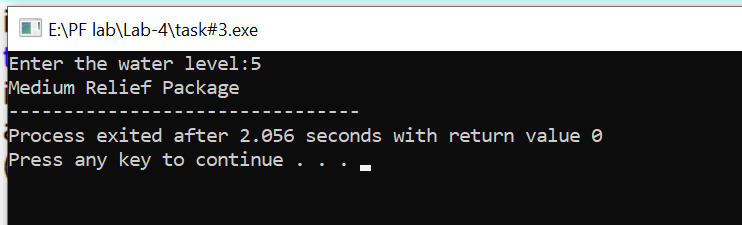 E:\PF lab\Lab-4\task#3.exe
Enter the water level:5
Medium Relief Package
--------------------------------
Process exited after 2.056 seconds with return value 0
Press any key to continue . . .